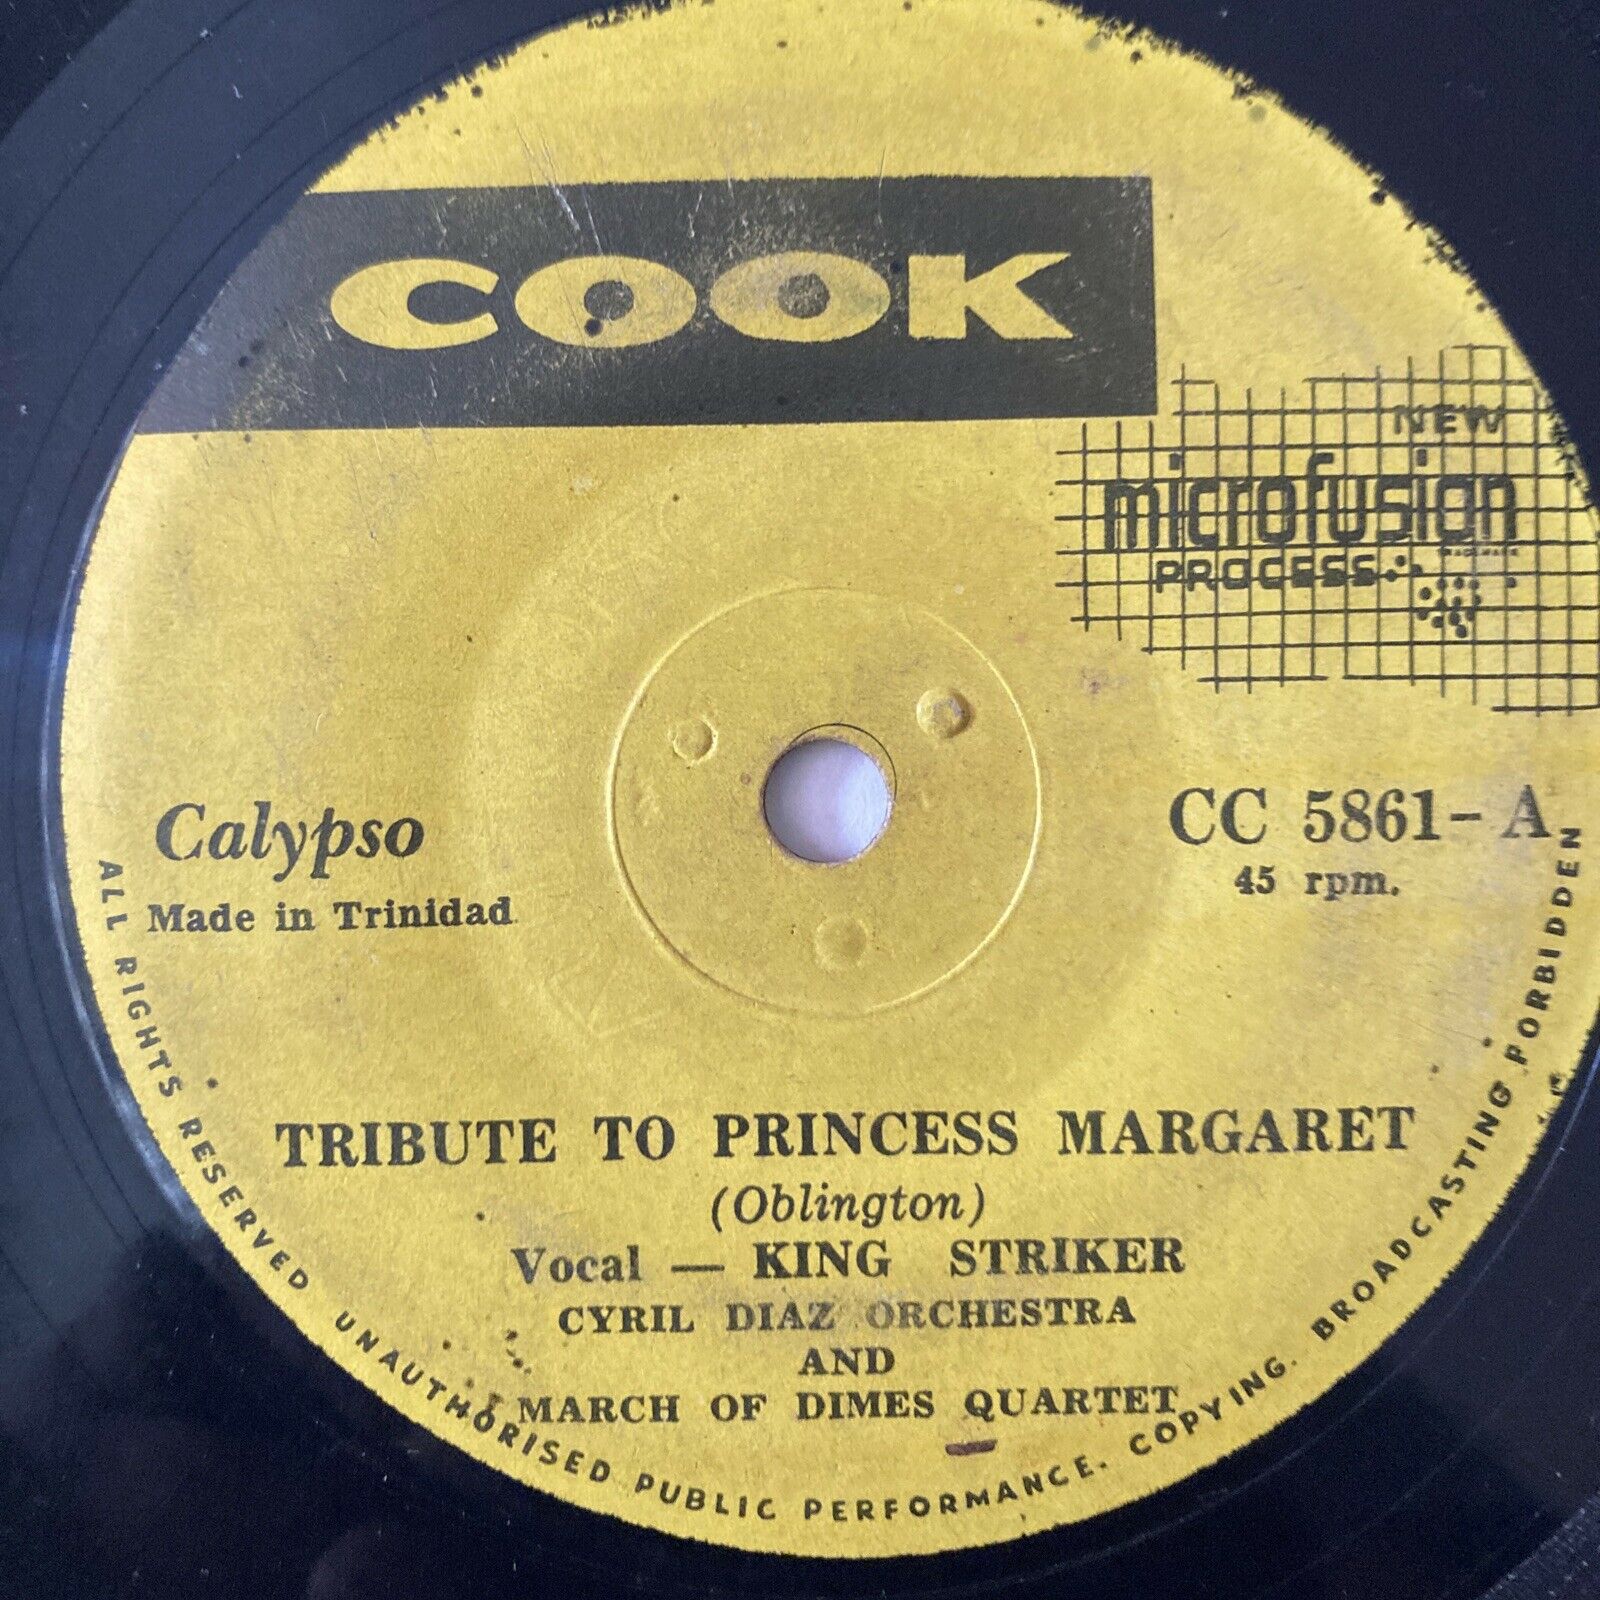 COOK
NEW
microfusion
TRADEMARK
PROCESS
Calypso
Made in Trinidad
CC 5861-A
45 rpm.
TRIBUTE TO PRINCESS MARGARET
(Oblington)
Vocal — KING STRIKER
CYRIL DIAZ ORCHESTRA
AND
MARCH OF DIMES QUARTET
ALL RIGHTS RESERVED UNAUTHORISED PUBLIC PERFORMANCE. COPYING. BROADCASTING FORBIDDEN